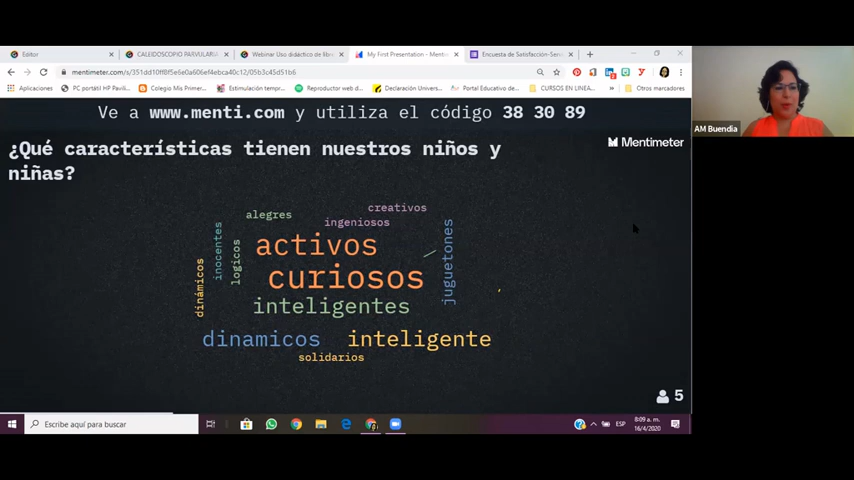 Editor
CALEIDOSCOPIO PARVULARIA
Webinar Uso didáctico de libro
My First Presentation - Menti
Encuesta de Satisfacción-Semi
mentimeter.com/s/351dd10ff8f5e6e0a606ef4ebca40c12/05b3c45d51b6
Aplicaciones
PC portátil HP Pavili...
Colegio Mis Primer...
Estimulación tempr...
Reproductor web d...
Declaración Univer...
Portal Educativo de...
CURSOS EN LINEA...
Otros marcadores
Ve a www.menti.com y utiliza el código 38 30 89
¿Qué características tienen nuestros niños y
niñas?
Mentimeter
AM Buendia
creativos
alegres
ingeniosos
inocentes
logicos
activos
juguetones
dinámicos
curiosos
inteligentes
dinamicos
inteligente
solidarios
5
Escribe aquí para buscar
ESP
8:09 a. m.
16/4/2020